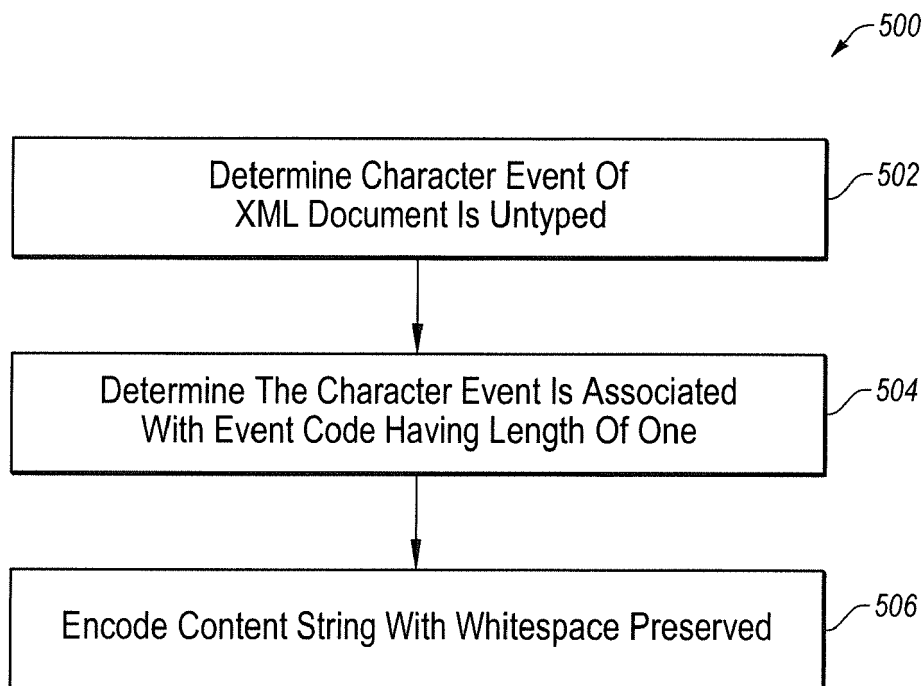 500
Determine Character Event Of
XML Document Is Untyped
502
Determine The Character Event Is Associated
With Event Code Having Length Of One
504
Encode Content String With Whitespace Preserved
506